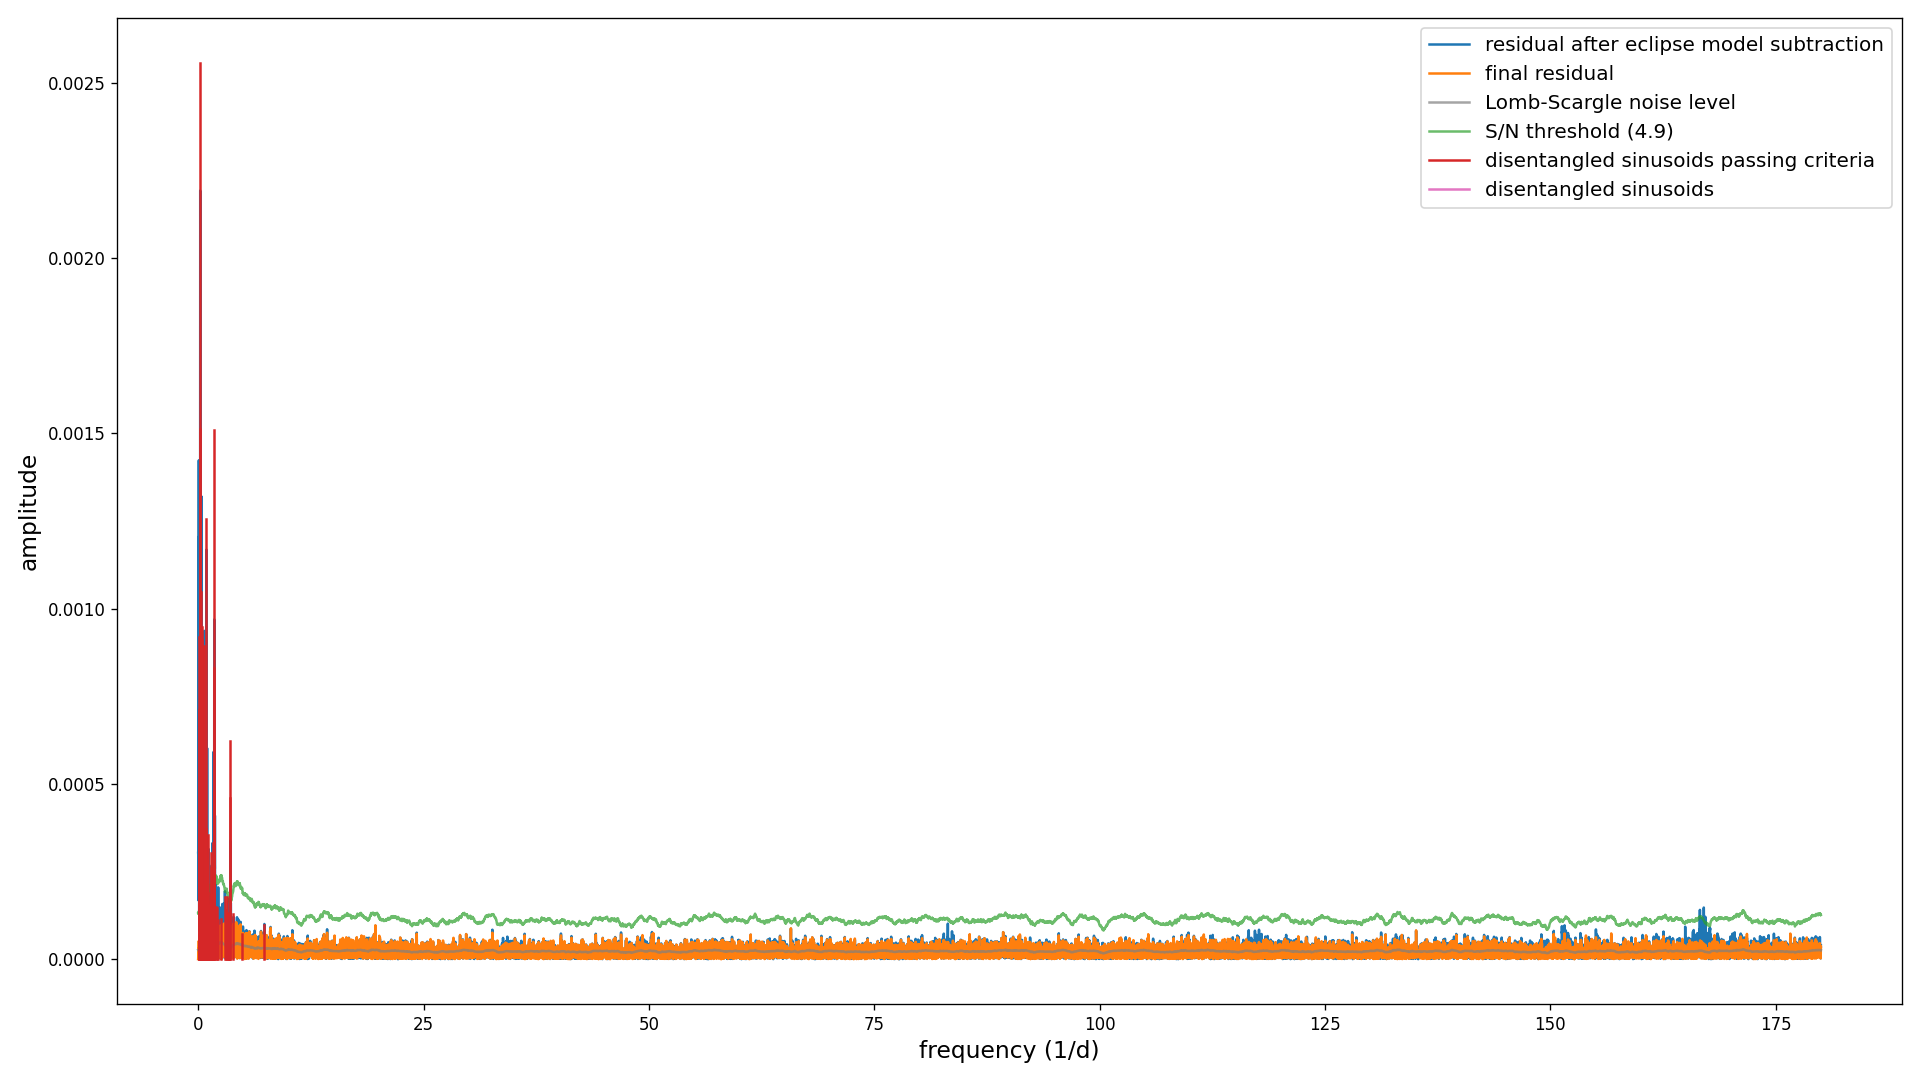 residual after eclipse model subtraction
final residual
Lomb-Scargle noise level
S/N threshold (4.9)
disentangled sinusoids passing criteria
disentangled sinusoids
amplitude
0.0025
0.0020
0.0015
0.0010
0.0005
0.0000
0 25 50 75 100 125 150 175
frequency (1/d)